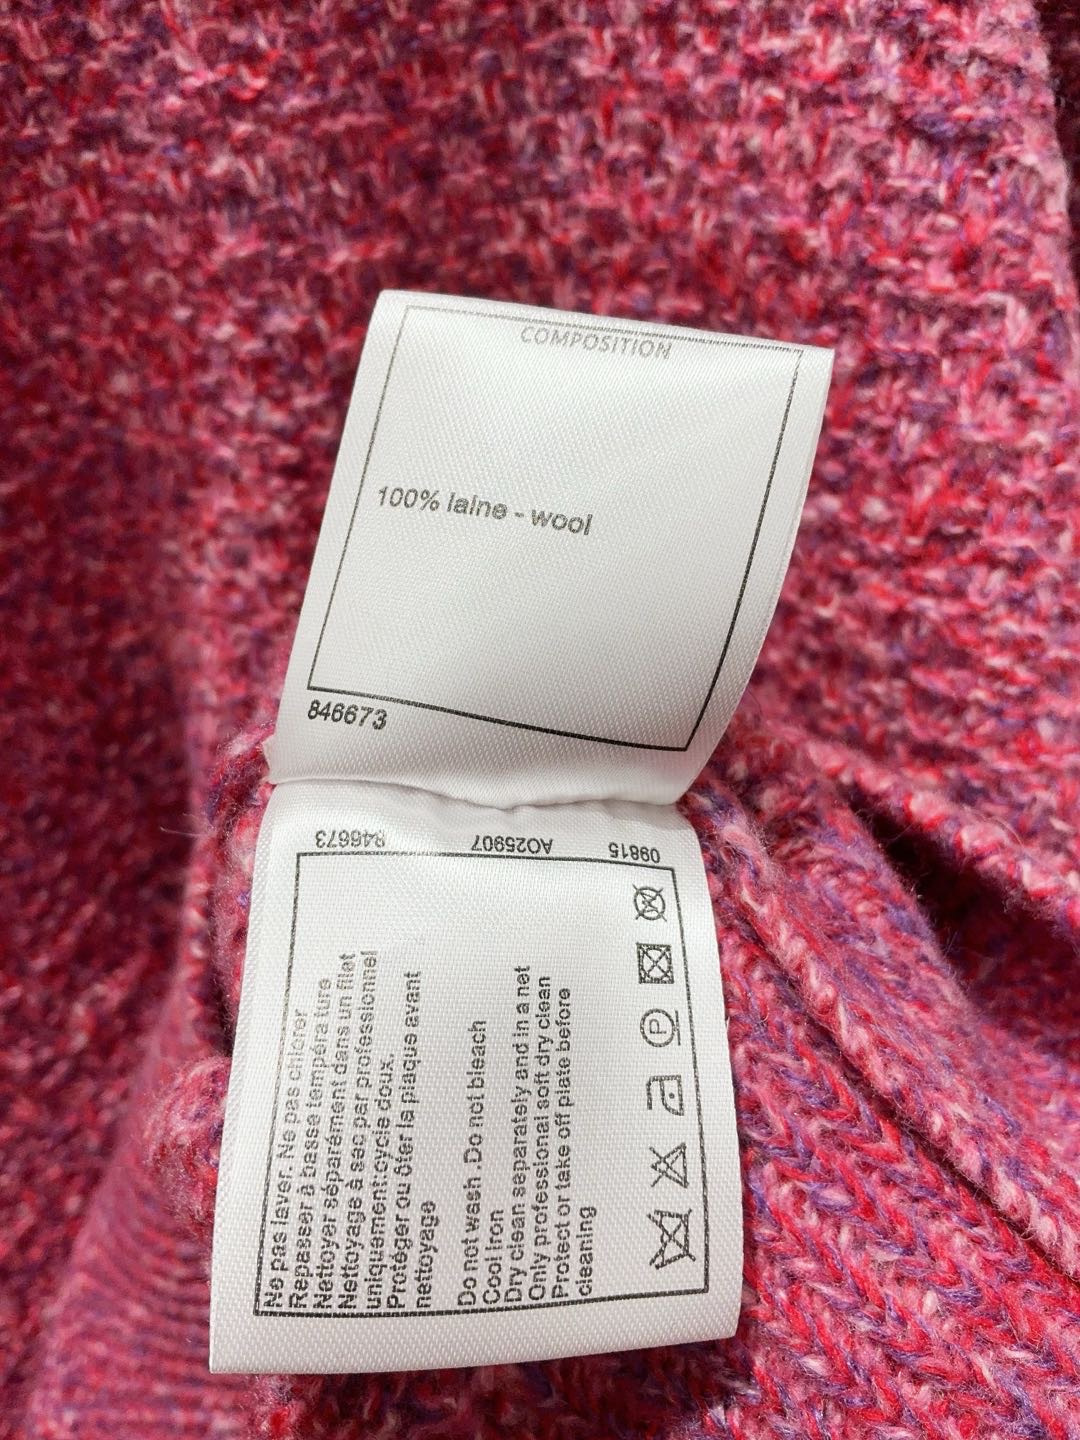 COMPOSITION
100% laine - wool
846673
846673 AO25907 09815
Ne pas laver. Ne pas chlorer
Repasser à basse température
Nettoyer séparément dans un filet
Nettoyage à sec par professionnel
uniquement:cycle doux.
Protéger ou ôter la plaque avant
nettoyage
Do not wash .Do not bleach
Cool iron
Dry clean separately and in a net
Only professional soft dry clean
Protect or take off plate before
cleaning
P